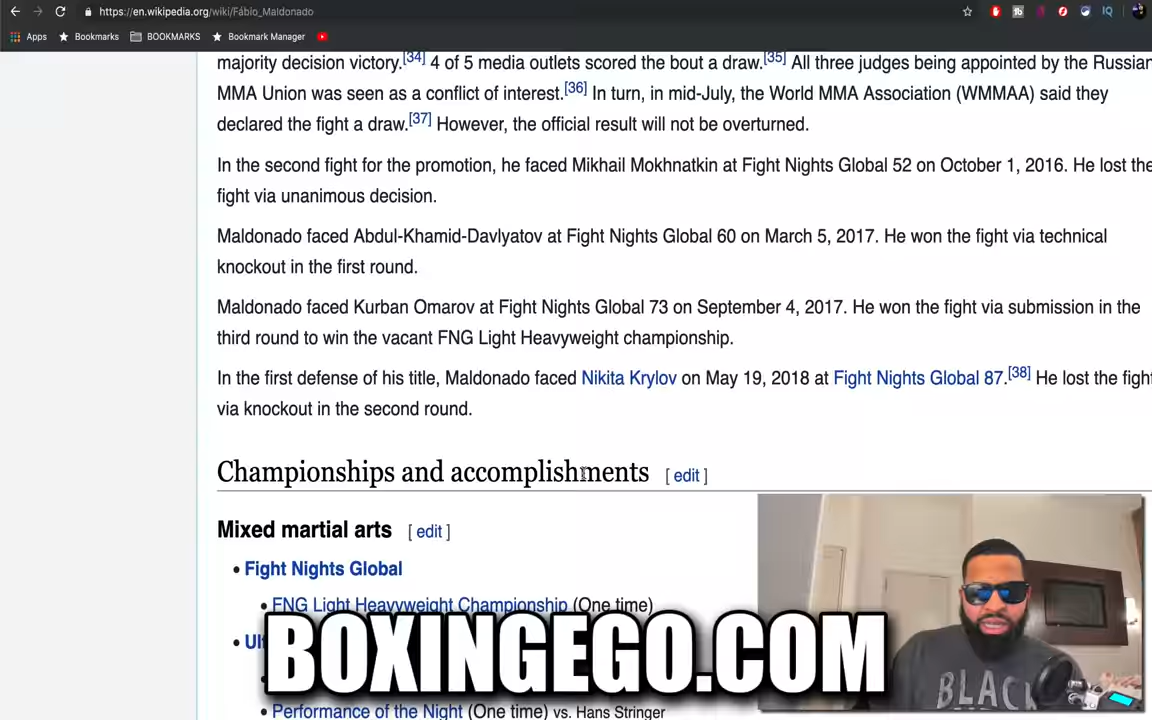 https://en.wikipedia.org/wiki/Fábio_Maldonado
Apps Bookmarks BOOKMARKS Bookmark Manager
majority decision victory.[34] 4 of 5 media outlets scored the bout a draw.[35] All three judges being appointed by the Russian
MMA Union was seen as a conflict of interest.[36] In turn, in mid-July, the World MMA Association (WMMAA) said they
declared the fight a draw.[37] However, the official result will not be overturned.
In the second fight for the promotion, he faced Mikhail Mokhnatkin at Fight Nights Global 52 on October 1, 2016. He lost the
fight via unanimous decision.
Maldonado faced Abdul-Khamid-Davlyatov at Fight Nights Global 60 on March 5, 2017. He won the fight via technical
knockout in the first round.
Maldonado faced Kurban Omarov at Fight Nights Global 73 on September 4, 2017. He won the fight via submission in the
third round to win the vacant FNG Light Heavyweight championship.
In the first defense of his title, Maldonado faced Nikita Krylov on May 19, 2018 at Fight Nights Global 87.[38] He lost the fight
via knockout in the second round.
Championships and accomplishments [ edit ]
Mixed martial arts [ edit ]
• Fight Nights Global
• FNG Light Heavyweight Championship (One time)
BOXINGEGO.COM
Performance of the Night (One time) vs. Hans Stringer
BLACK